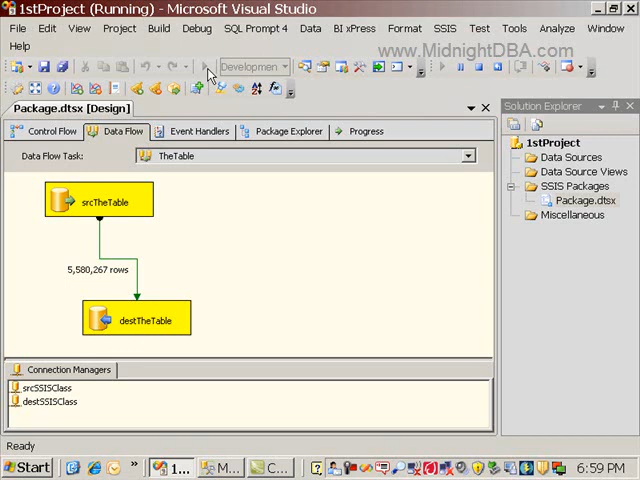 1stProject (Running) - Microsoft Visual Studio
File Edit View Project Build Debug SQL Prompt 4 Data BI xPress Format SSIS Test Tools Analyze Window
Help
www.MidnightDBA.com
Developmen
Package.dtsx [Design]
Solution Explorer
Control Flow Data Flow Event Handlers Package Explorer Progress
Data Flow Task: TheTable
1stProject
Data Sources
Data Source Views
SSIS Packages
Package.dtsx
Miscellaneous
srcTheTable
5,580,267 rows
destTheTable
Connection Managers
srcSSISClass
destSSISClass
Ready
Start » 1... M... C... 6:59 PM